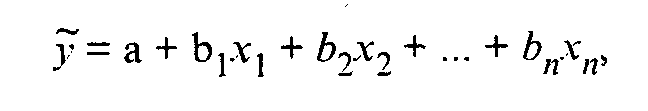 ỹ = a + b₁x₁ + b₂x₂ + ... + bₙxₙ,